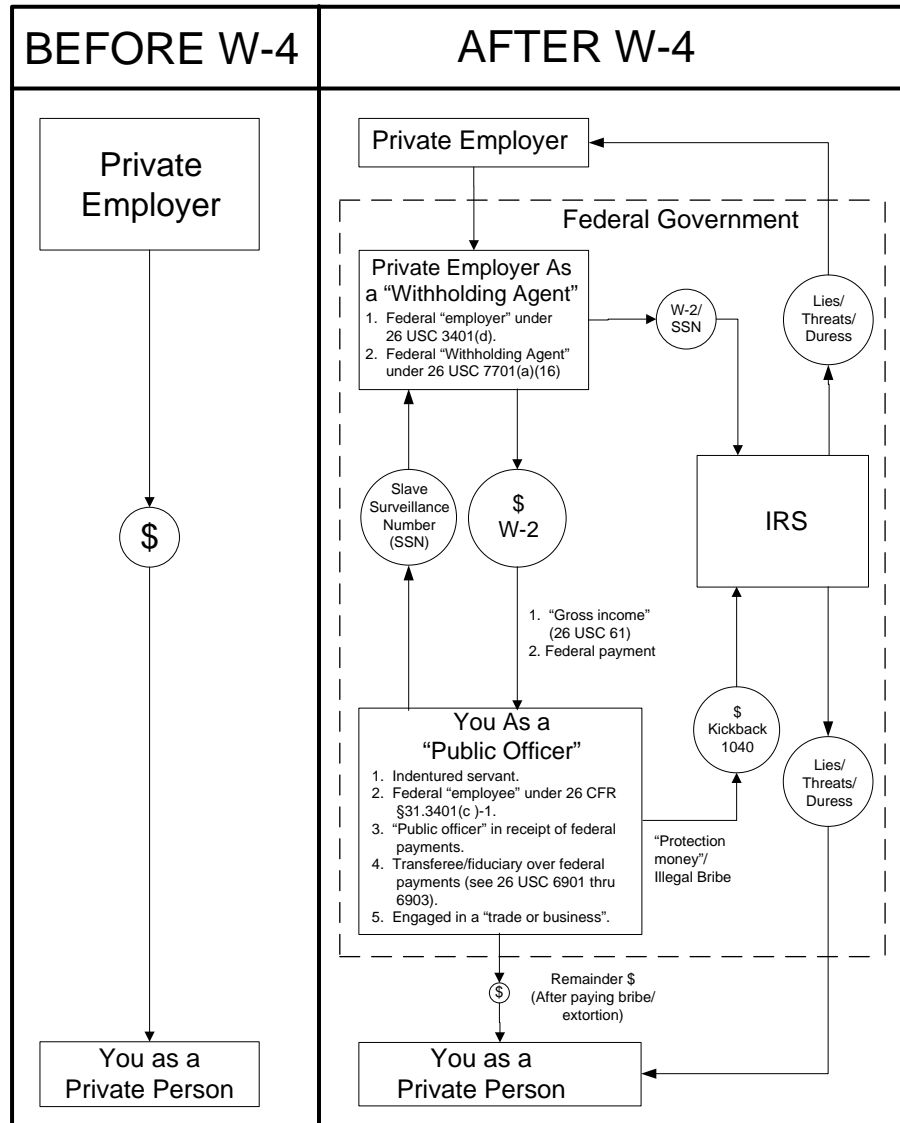 BEFORE W-4
AFTER W-4
Private
Employer
$
You as a
Private Person
Private Employer
Federal Government
Private Employer As
a “Withholding Agent”
1. Federal “employer” under
26 USC 3401(d).
2. Federal “Withholding Agent”
under 26 USC 7701(a)(16)
W-2/
SSN
Lies/
Threats/
Duress
Slave
Surveillance
Number
(SSN)
$
W-2
IRS
1. “Gross income”
(26 USC 61)
2. Federal payment
You As a
“Public Officer”
1. Indentured servant.
2. Federal “employee” under 26 CFR
§31.3401(c )-1.
3. “Public officer” in receipt of federal
payments.
4. Transferee/fiduciary over federal
payments (see 26 USC 6901 thru
6903).
5. Engaged in a “trade or business”.
$
Kickback
1040
Lies/
Threats/
Duress
“Protection
money”/
Illegal Bribe
$
Remainder $
(After paying bribe/
extortion)
You as a
Private Person